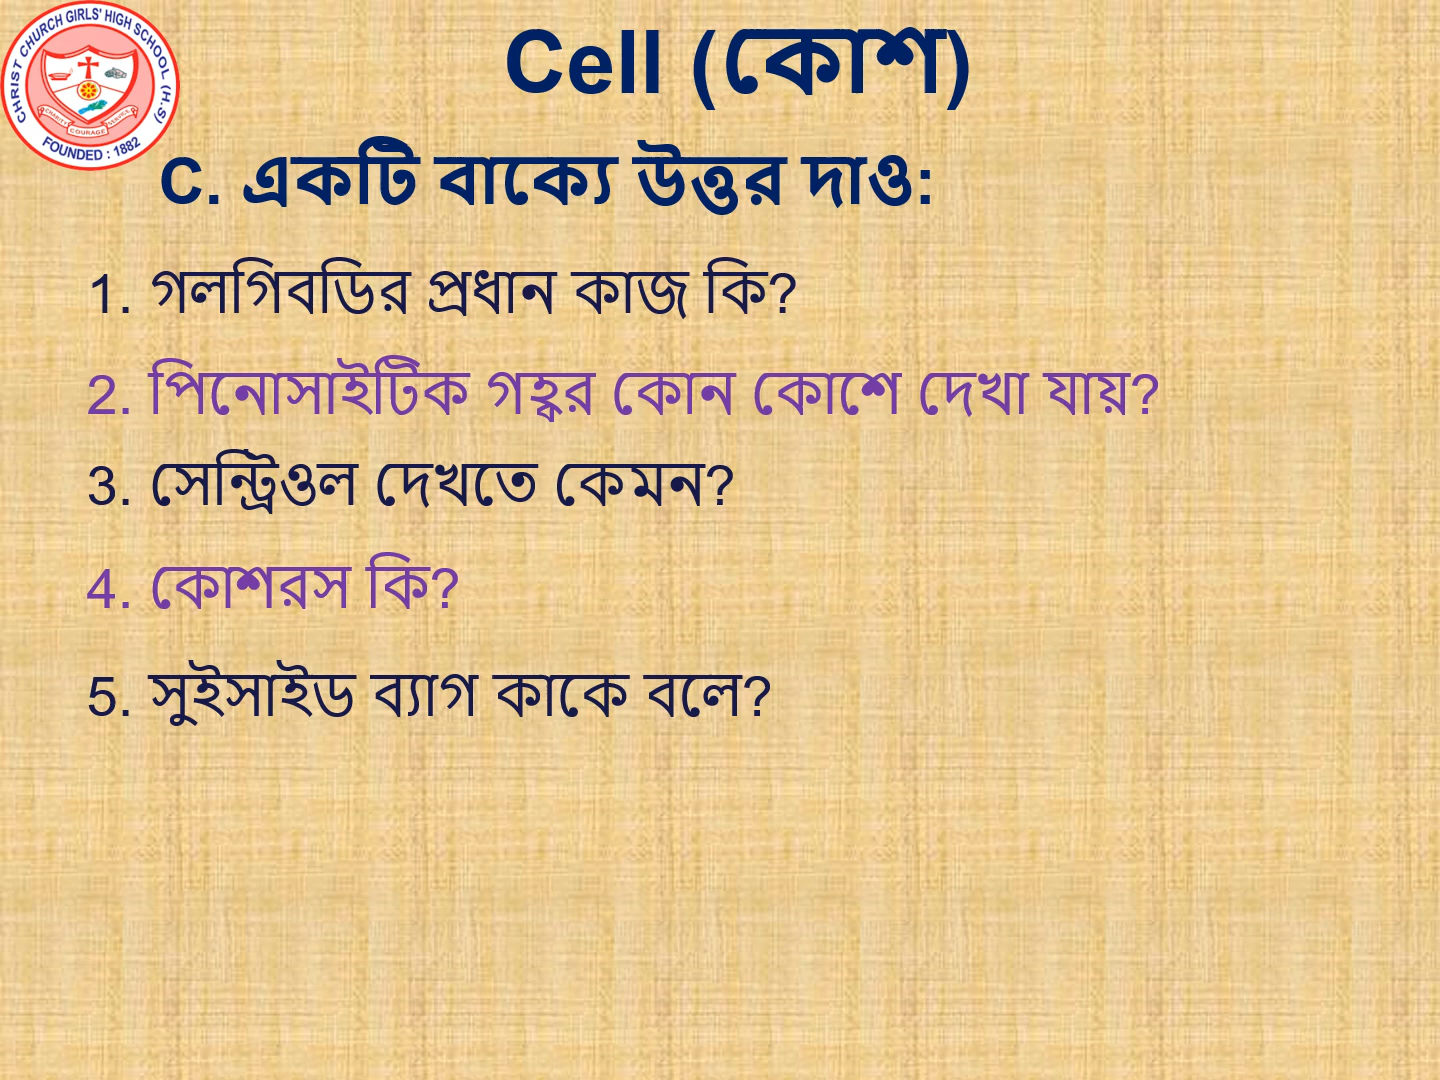 CHRIST CHURCH GIRLS' HIGH SCHOOL (H.S)
COURAGE
FOUNDED : 1882
Cell (কোশ)
C. একটি বাক্যে উত্তর দাও:
1. গলগিবডির প্রধান কাজ কি?
2. পিনোসাইটিক গহ্বর কোন কোশে দেখা যায়?
3. সেন্ট্রিওল দেখতে কেমন?
4. কোশরস কি?
5. সুইসাইড ব্যাগ কাকে বলে?